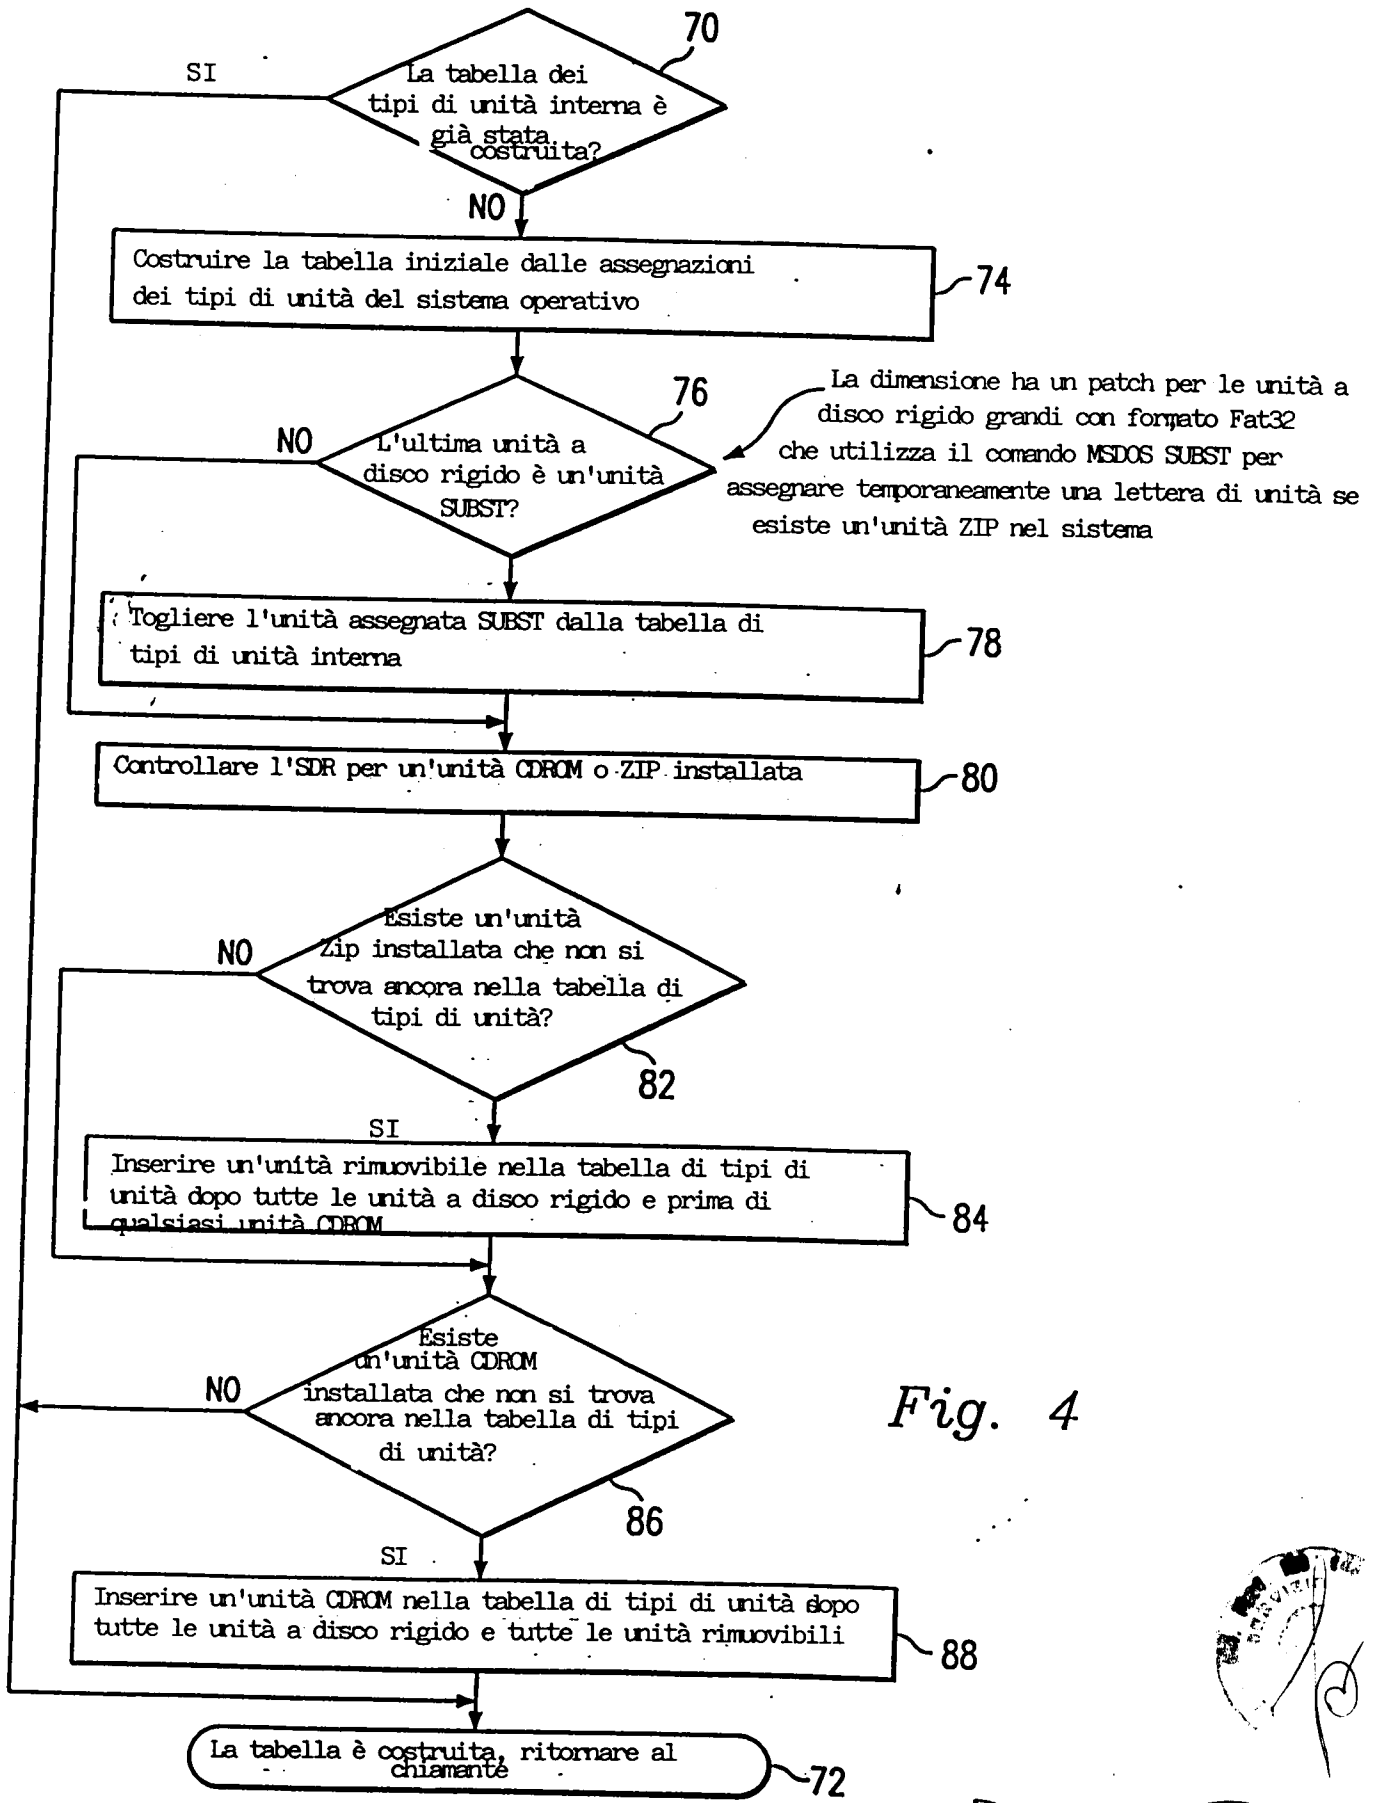 70
SI
La tabella dei
tipi di unità interna è
già stata
costruita?
NO
Costruire la tabella iniziale dalle assegnazioni
dei tipi di unità del sistema operativo
74
76
La dimensione ha un patch per le unità a
disco rigido grandi con formato Fat32
che utilizza il comando MSDOS SUBST per
assegnare temporaneamente una lettera di unità se
esiste un'unità ZIP nel sistema
NO
L'ultima unità a
disco rigido è un'unità
SUBST?
Togliere l'unità assegnata SUBST dalla tabella di
tipi di unità interna
78
Controllare l'SDR per un'unità CDROM o ZIP installata
80
Esiste un'unità
Zip installata che non si
trova ancora nella tabella di
tipi di unità?
NO
82
SI
Inserire un'unità rimuovibile nella tabella di tipi di
unità dopo tutte le unità a disco rigido e prima di
qualsiasi unità CDROM
84
Esiste
un'unità CDROM
installata che non si trova
ancora nella tabella di tipi
di unità?
NO
Fig. 4
86
SI
Inserire un'unità CDROM nella tabella di tipi di unità dopo
tutte le unità a disco rigido e tutte le unità rimuovibili
88
La tabella è costruita, ritornare al
chiamante
72